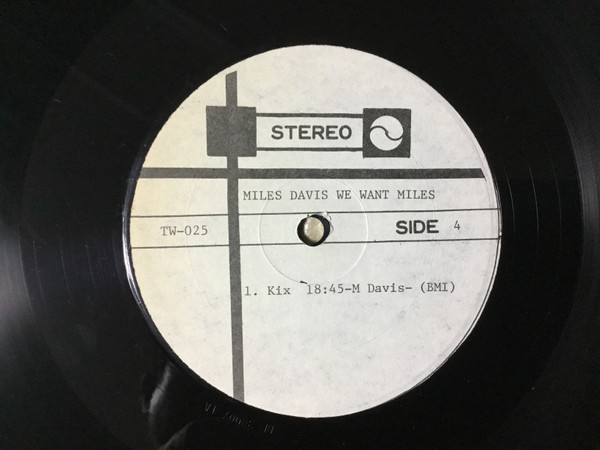 STEREO
MILES DAVIS WE WANT MILES
TW-025 SIDE 4
1. Kix 18:45-M Davis- (BMI)